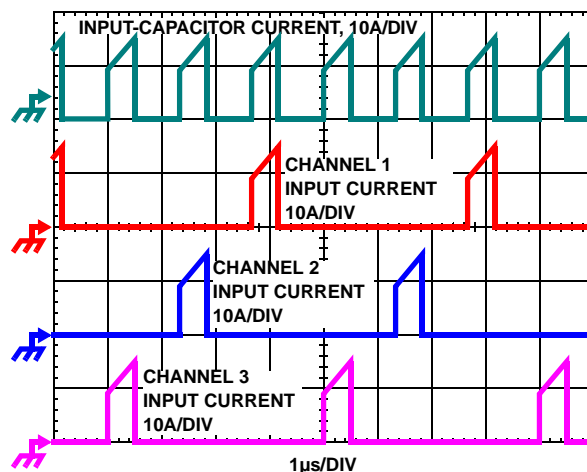 INPUT-CAPACITOR CURRENT, 10A/DIV
CHANNEL 1
INPUT CURRENT
10A/DIV
CHANNEL 2
INPUT CURRENT
10A/DIV
CHANNEL 3
INPUT CURRENT
10A/DIV
1µs/DIV